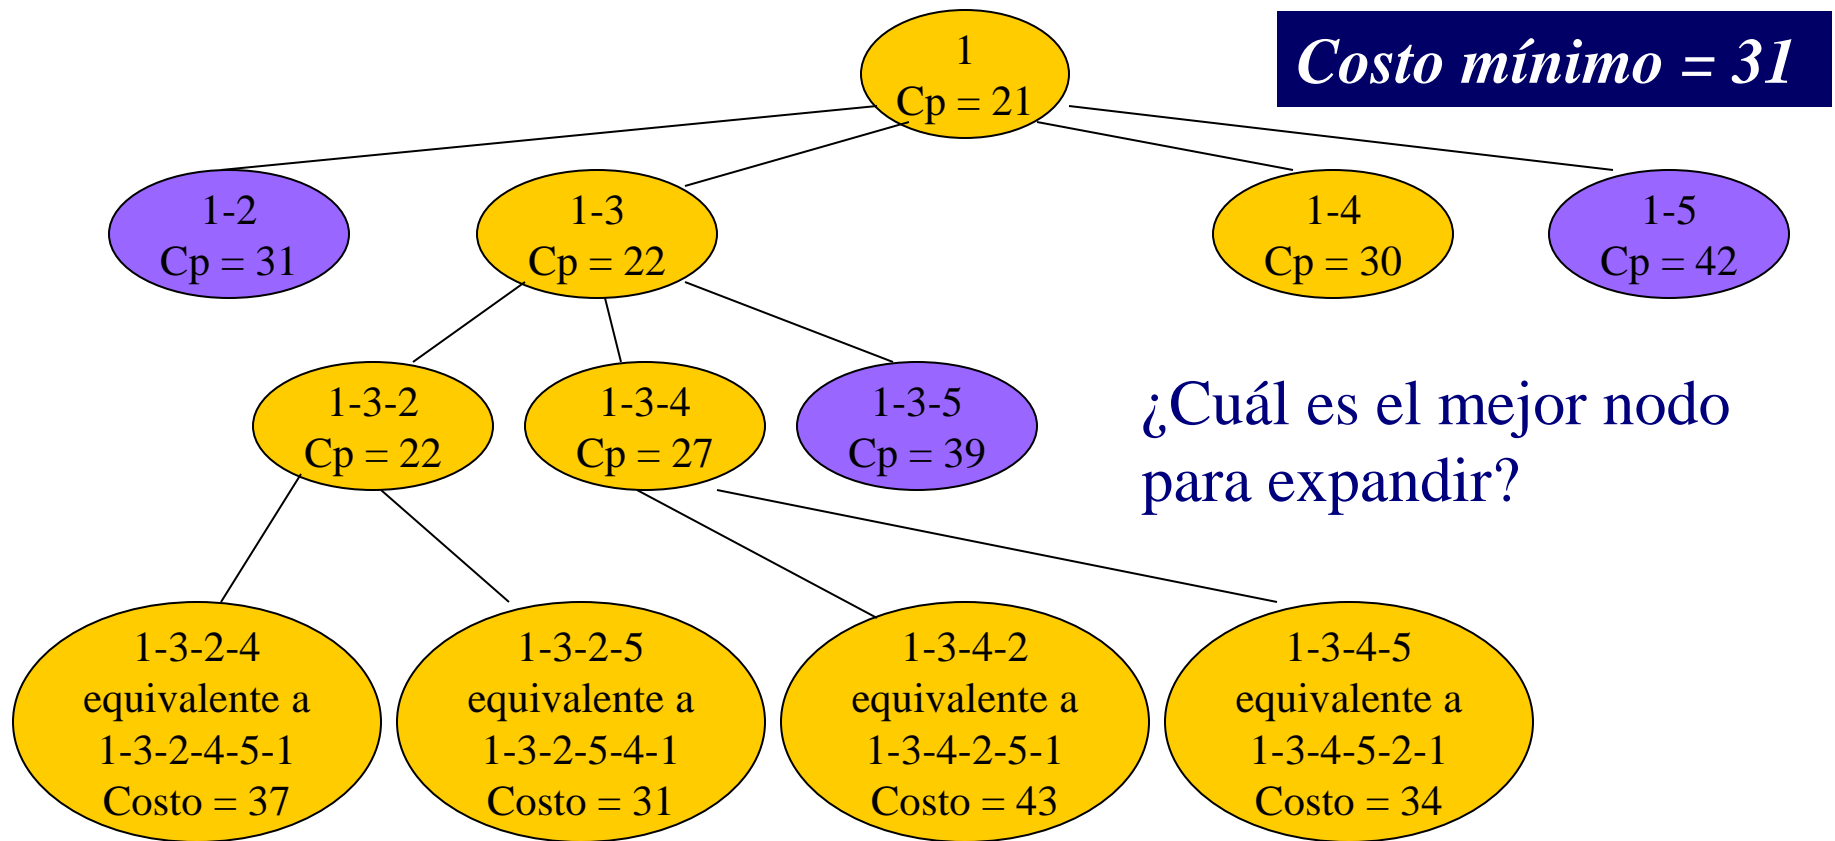 1
Cp = 21
Costo mínimo = 31
1-2
Cp = 31
1-3
Cp = 22
1-4
Cp = 30
1-5
Cp = 42
1-3-2
Cp = 22
1-3-4
Cp = 27
1-3-5
Cp = 39
¿Cuál es el mejor nodo
para expandir?
1-3-2-4
equivalente a
1-3-2-4-5-1
Costo = 37
1-3-2-5
equivalente a
1-3-2-5-4-1
Costo = 31
1-3-4-2
equivalente a
1-3-4-2-5-1
Costo = 43
1-3-4-5
equivalente a
1-3-4-5-2-1
Costo = 34